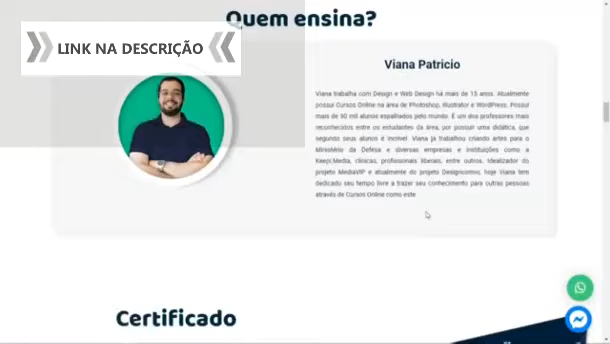 Quem ensina?
LINK NA DESCRIÇÃO
Viana Patricio
Viana trabalha com Design e Web Design há mais de 15 anos. Atualmente
possui Cursos Online na área de Photoshop, Illustrator e WordPress. Possui
mais de 50 mil alunos espalhados pelo mundo. É um dos professores mais
reconhecidos entre os estudantes da área, por possuir uma didática, que
segundo seus alunos é incrível. Viana já trabalhou criando artes para o
Ministério da Defesa e diversas empresas e instituições como a
Keepi.Media, clínicas, profissionais liberais, entre outros. Idealizador do
projeto MediaVIP e atualmente do projeto Designcomvc, hoje Viana tem
dedicado seu tempo livre a trazer seu conhecimento para outras pessoas
através de Cursos Online como este
Certificado